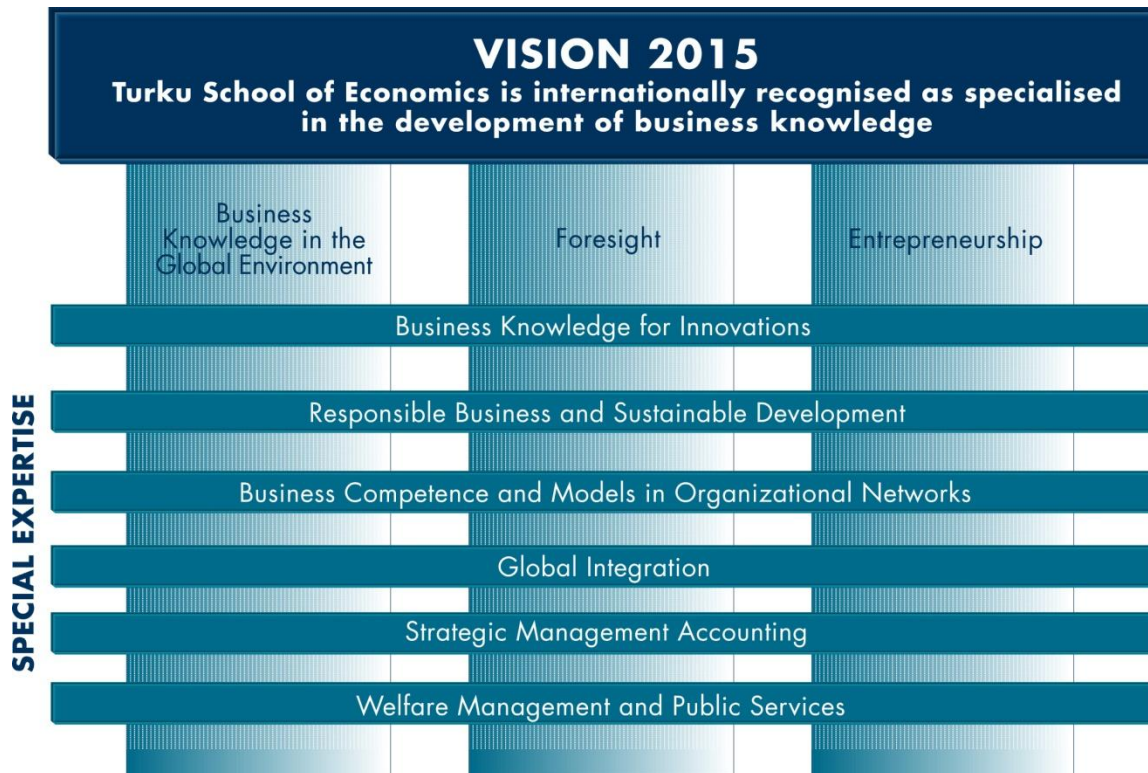 VISION 2015
Turku School of Economics is internationally recognised as specialised
in the development of business knowledge
Business
Knowledge in the
Global Environment
Foresight
Entrepreneurship
SPECIAL EXPERTISE
Business Knowledge for Innovations
Responsible Business and Sustainable Development
Business Competence and Models in Organizational Networks
Global Integration
Strategic Management Accounting
Welfare Management and Public Services